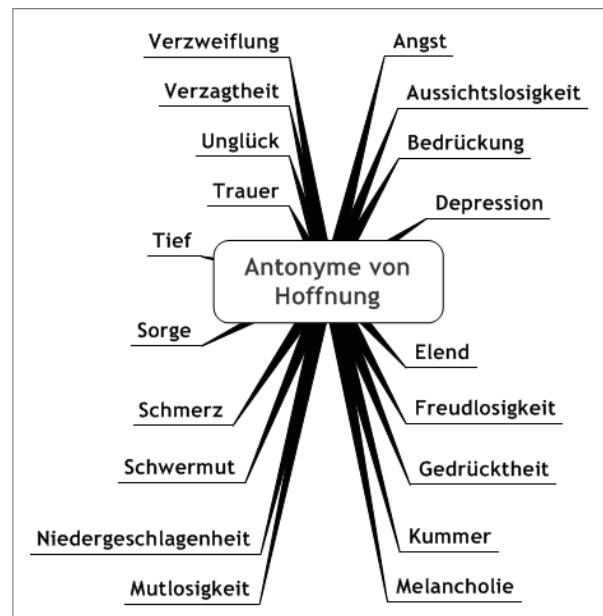 Verzweiflung
Angst
Verzagtheit
Aussichtslosigkeit
Unglück
Bedrückung
Trauer
Depression
Tief
Antonyme von
Hoffnung
Sorge
Elend
Schmerz
Freudlosigkeit
Schwermut
Gedrücktheit
Niedergeschlagenheit
Kummer
Mutlosigkeit
Melancholie